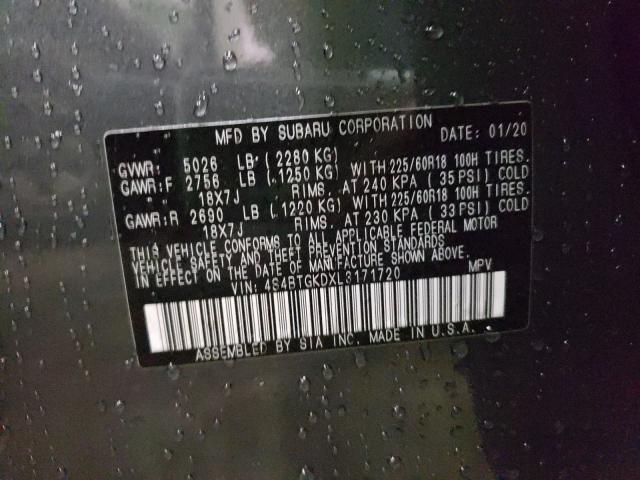 MFD BY SUBARU CORPORATION DATE: 01/20
GVWR: 5026 LB (2280 KG)
GAWR:F 2756 LB (1250 KG) WITH 225/60R18 100H TIRES.
18X7J RIMS, AT 240 KPA (35 PSI) COLD
GAWR:R 2690 LB (1220 KG) WITH 225/60R18 100H TIRES.
18X7J RIMS, AT 230 KPA (33 PSI) COLD
THIS VEHICLE CONFORMS TO ALL APPLICABLE FEDERAL MOTOR
VEHICLE SAFETY AND THEFT PREVENTION STANDARDS
IN EFFECT ON THE DATE OF MANUFACTURE SHOWN ABOVE.
VIN: 4S4BTGKDXL3171720 MPV
ASSEMBLED BY SIA INC. MADE IN U.S.A.